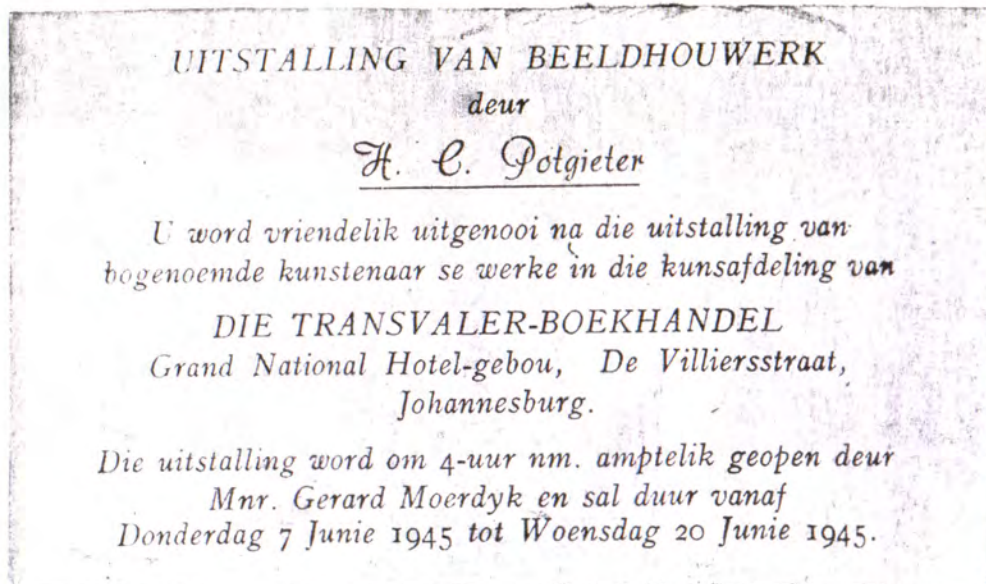 UITSTALLING VAN BEELDHOUWERK
deur
H. C. Potgieter
U word vriendelik uitgenooi na die uitstalling van
bogenoemde kunstenaar se werke in die kunsafdeling van
DIE TRANSVALER-BOEKHANDEL
Grand National Hotel-gebou, De Villiersstraat,
Johannesburg.
Die uitstalling word om 4-uur nm. amptelik geopen deur
Mnr. Gerard Moerdyk en sal duur vanaf
Donderdag 7 Junie 1945 tot Woensdag 20 Junie 1945.